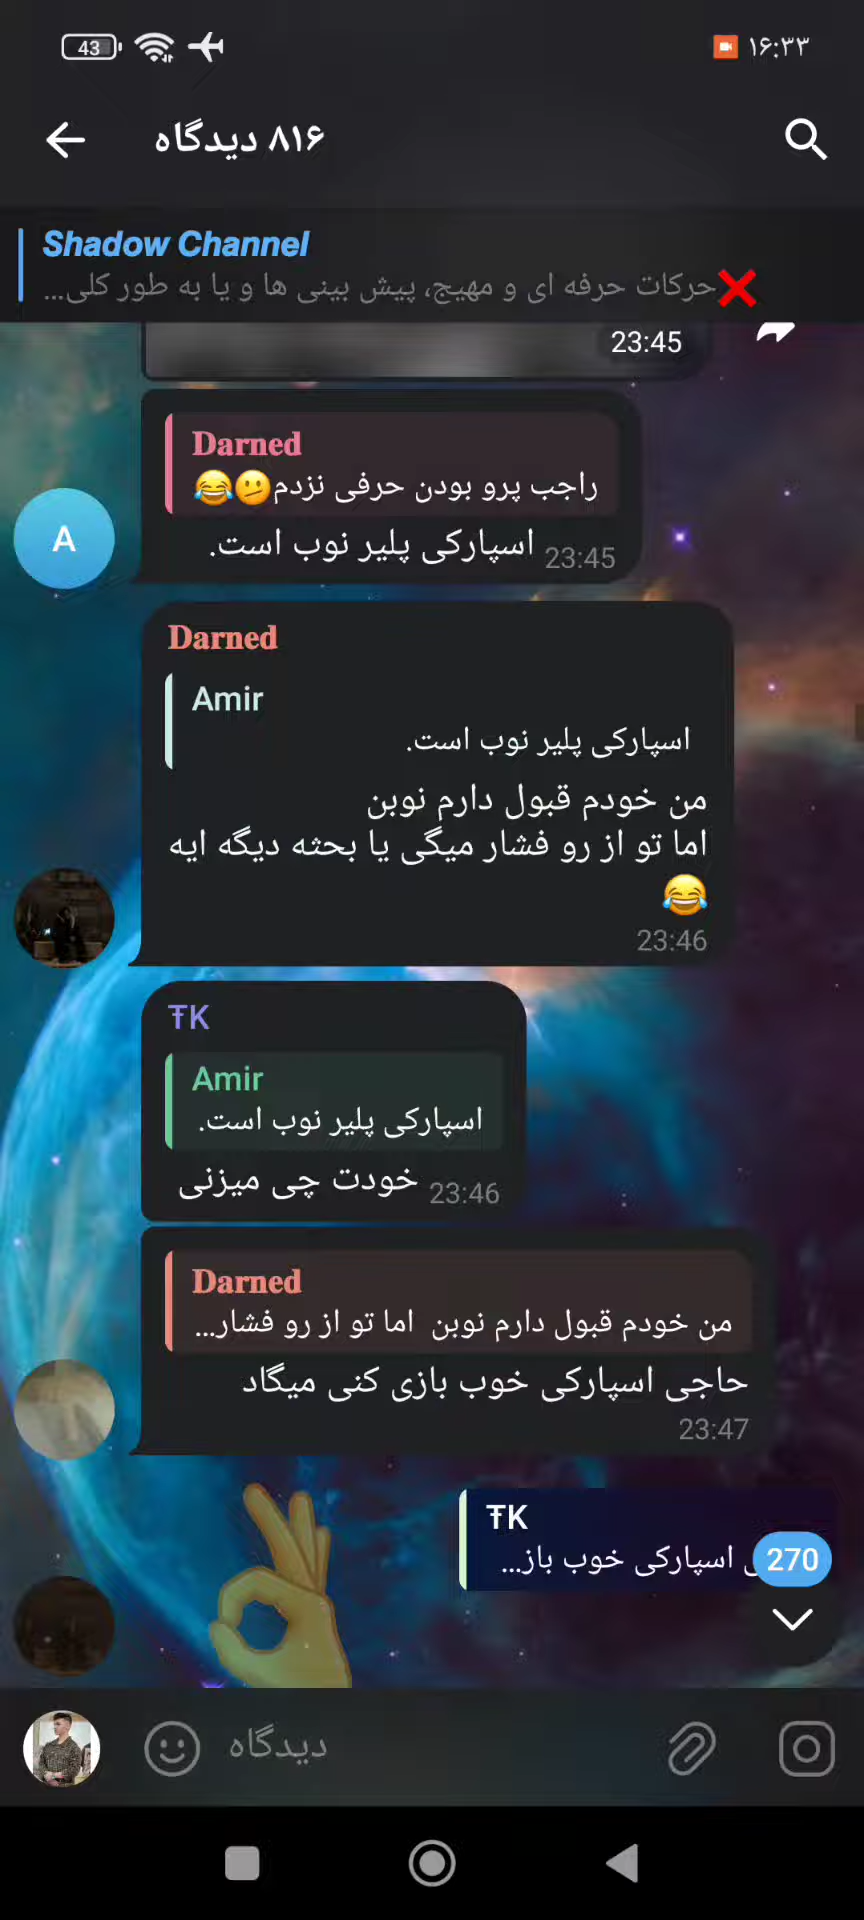 43
۱۶:۳۳
۸۱۶ دیدگاه
Shadow Channel
❌حرکات حرفه ای و مهیج، پیش بینی ها و یا به طور کلی...
23:45
Darned
راجب پرو بودن حرفی نزدم🫤😂
اسپارکی پلیر نوب است.
23:45
A
Darned
Amir
اسپارکی پلیر نوب است.
من خودم قبول دارم نوبن
اما تو از رو فشار میگی یا بحثه دیگه ایه
😂
23:46
ŦK
Amir
اسپارکی پلیر نوب است.
خودت چی میزنی
23:46
Darned
من خودم قبول دارم نوبن اما تو از رو فشار...
حاجی اسپارکی خوب بازی کنی میگاد
23:47
ŦK
اسپارکی خوب باز...
270
دیدگاه